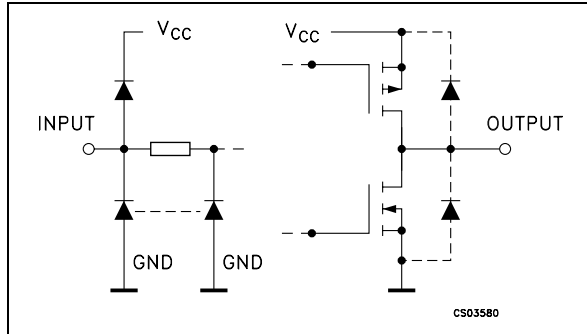 VCC
VCC
INPUT
OUTPUT
GND
GND
CS03580